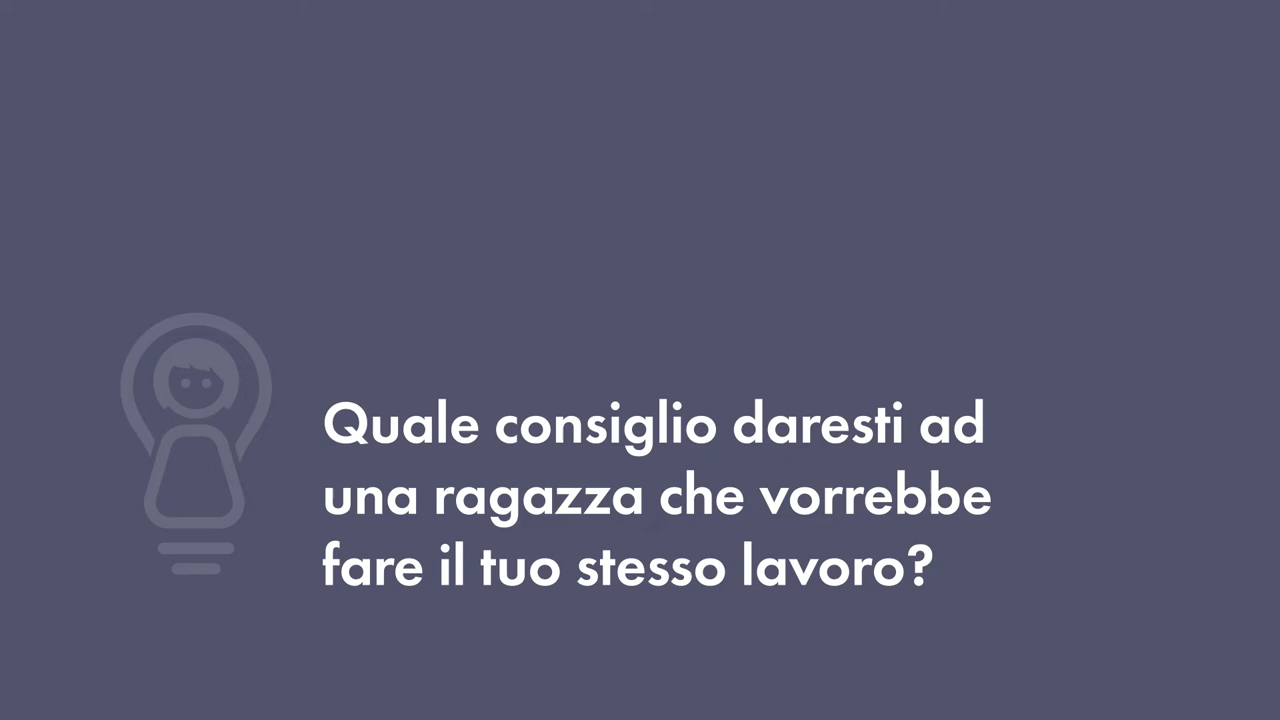 Quale consiglio daresti ad
una ragazza che vorrebbe
fare il tuo stesso lavoro?